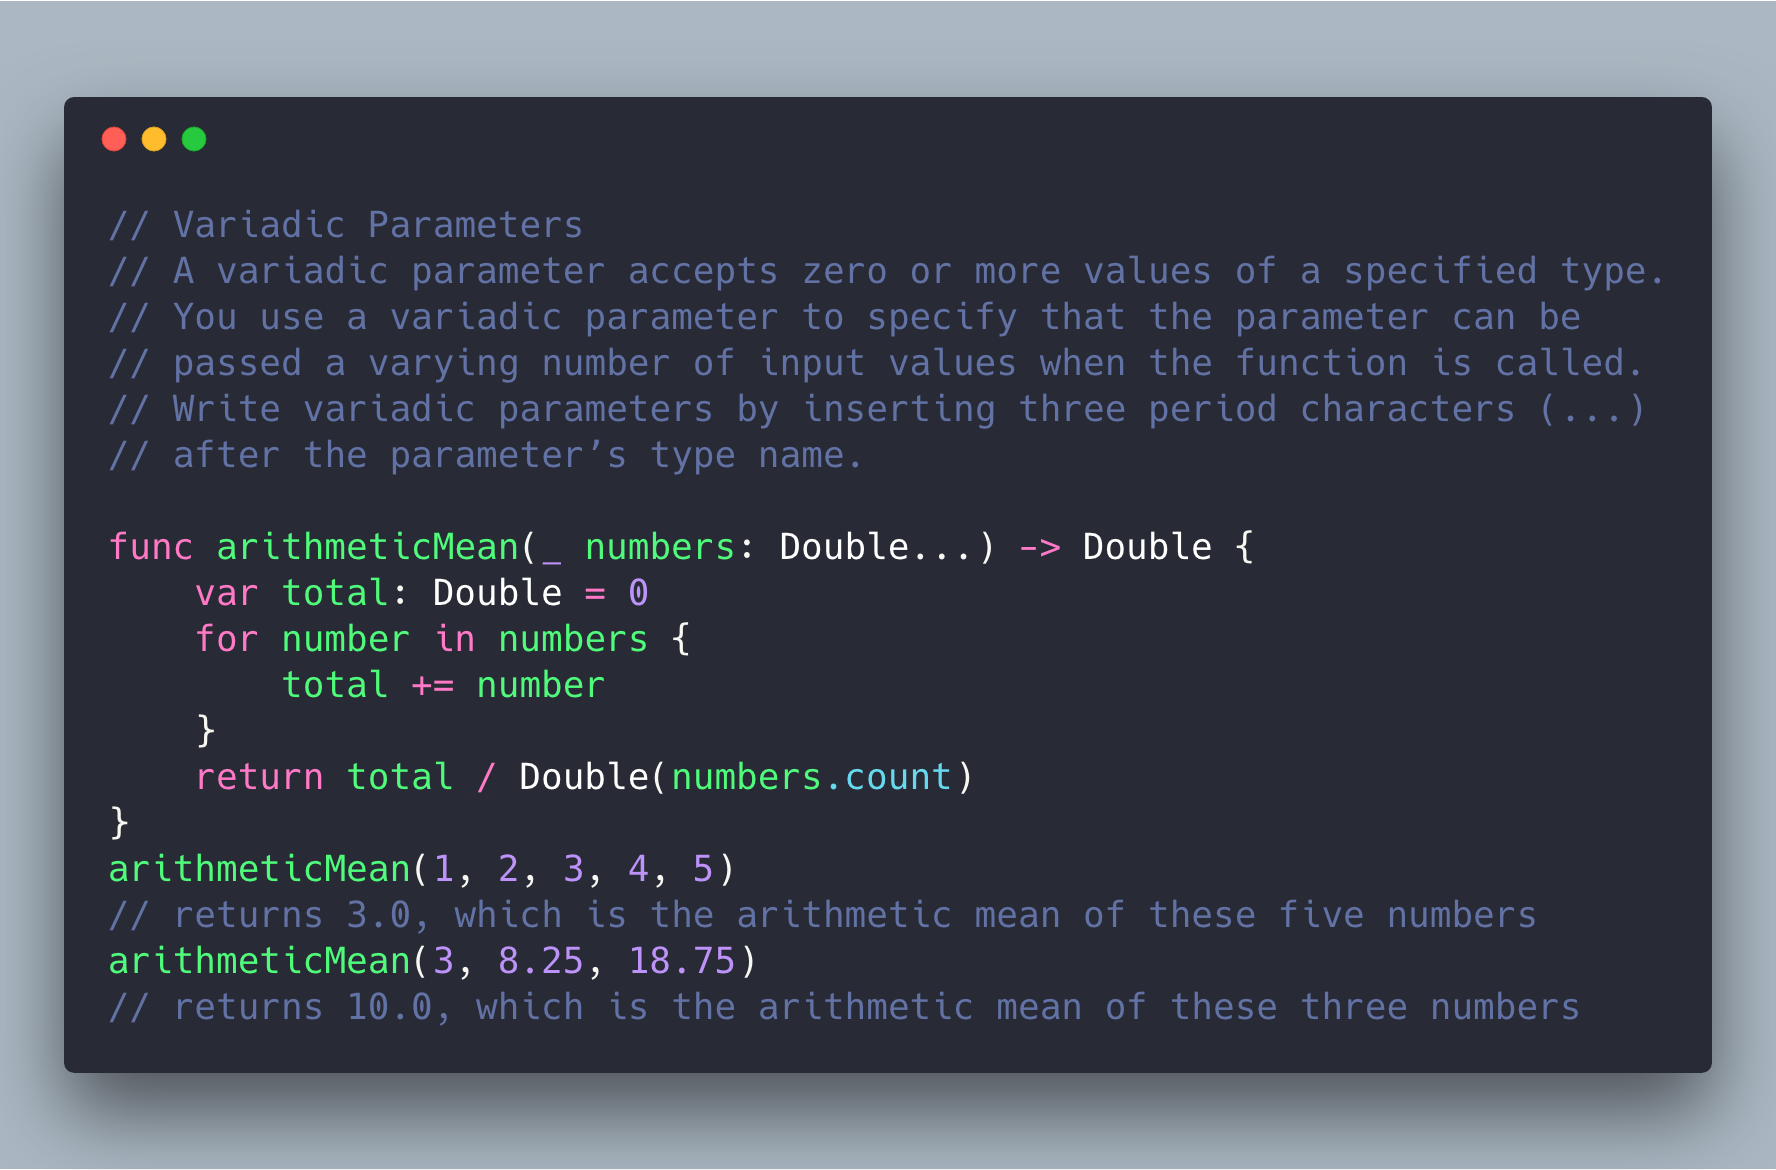 // Variadic Parameters
// A variadic parameter accepts zero or more values of a specified type.
// You use a variadic parameter to specify that the parameter can be
// passed a varying number of input values when the function is called.
// Write variadic parameters by inserting three period characters (...)
// after the parameter’s type name.

func arithmeticMean(_ numbers: Double...) -> Double {
    var total: Double = 0
    for number in numbers {
        total += number
    }
    return total / Double(numbers.count)
}
arithmeticMean(1, 2, 3, 4, 5)
// returns 3.0, which is the arithmetic mean of these five numbers
arithmeticMean(3, 8.25, 18.75)
// returns 10.0, which is the arithmetic mean of these three numbers